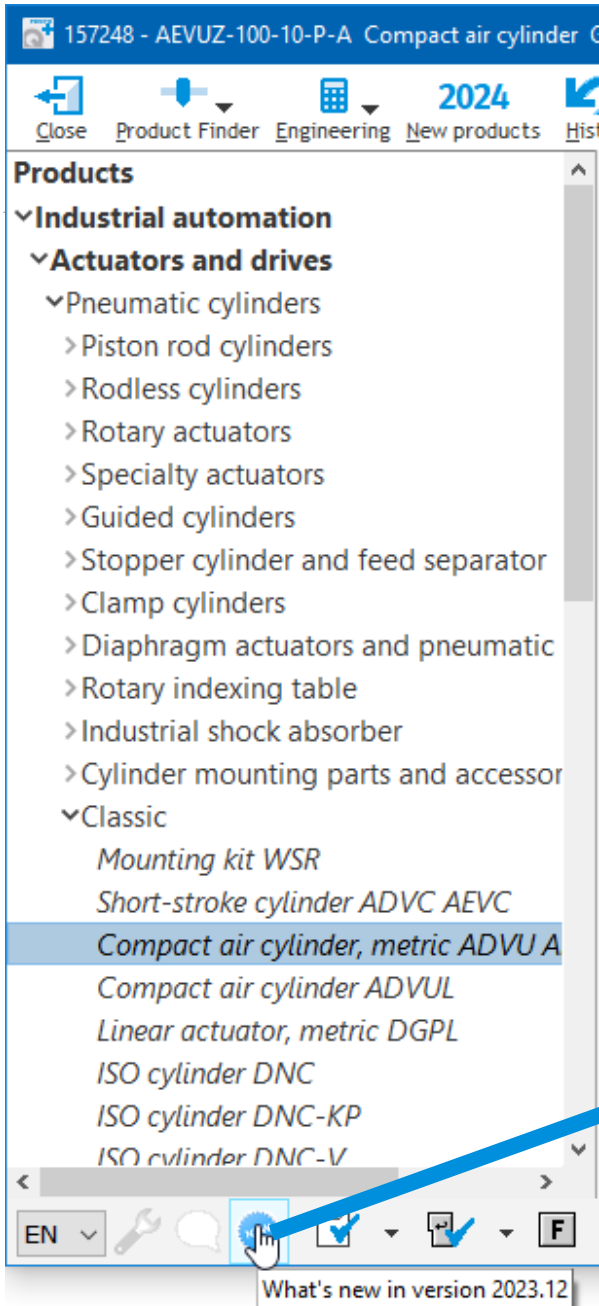 157248 - AEVUZ-100-10-P-A Compact air cylinder
Close Product Finder Engineering 2024 New products Hist
Products
Industrial automation
Actuators and drives
Pneumatic cylinders
Piston rod cylinders
Rodless cylinders
Rotary actuators
Specialty actuators
Guided cylinders
Stopper cylinder and feed separator
Clamp cylinders
Diaphragm actuators and pneumatic
Rotary indexing table
Industrial shock absorber
Cylinder mounting parts and accessor
Classic
Mounting kit WSR
Short-stroke cylinder ADVC AEVC
Compact air cylinder, metric ADVU A
Compact air cylinder ADVUL
Linear actuator, metric DGPL
ISO cylinder DNC
ISO cylinder DNC-KP
ISO cylinder DNC-V
EN F
What's new in version 2023.12